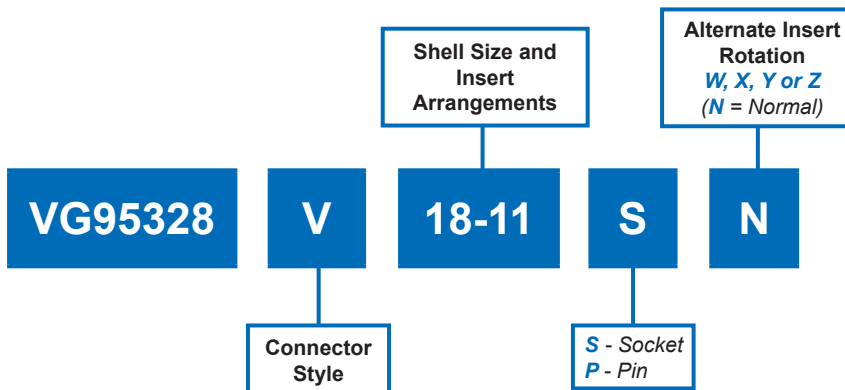 Shell Size and
Insert
Arrangements
Alternate Insert
Rotation
W, X, Y or Z
(N = Normal)
VG95328
V
18-11
S
N
Connector
Style
S - Socket
P - Pin